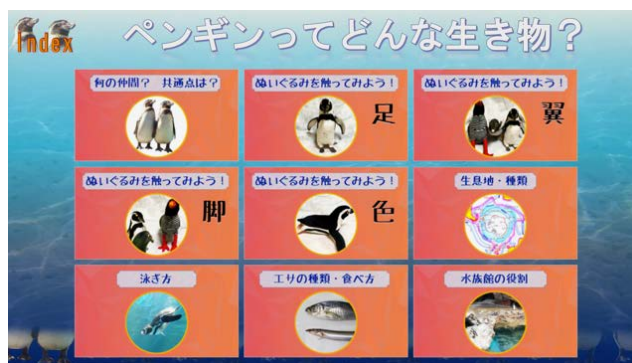 Index
ペンギンってどんな生き物？
何の仲間？　共通点は？
ぬいぐるみを触ってみよう！
足
ぬいぐるみを触ってみよう！
翼
ぬいぐるみを触ってみよう！
脚
ぬいぐるみを触ってみよう！
色
生息地・種類
泳ぎ方
エサの種類・食べ方
水族館の役割